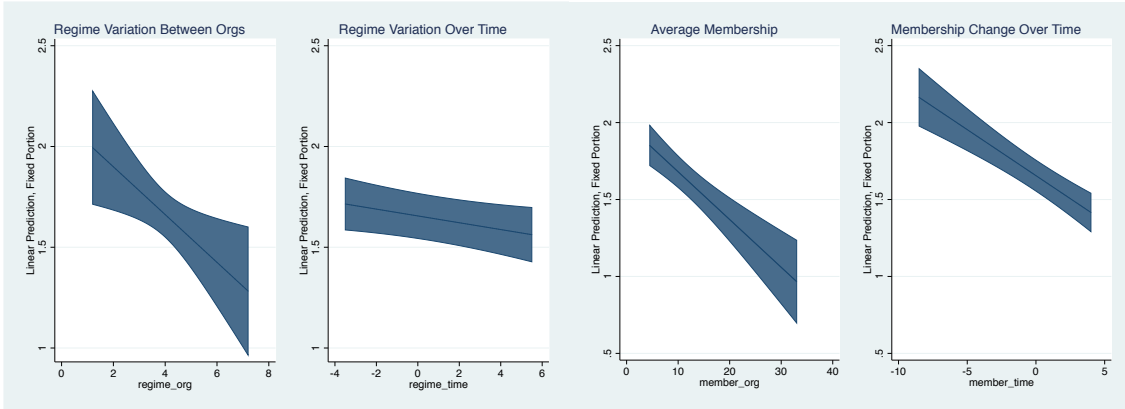 Regime Variation Between Orgs
Linear Prediction, Fixed Portion
2.5
2
1.5
1
0 2 4 6 8
regime_org
Regime Variation Over Time
Linear Prediction, Fixed Portion
2.5
2
1.5
1
-4 -2 0 2 4 6
regime_time
Average Membership
Linear Prediction, Fixed Portion
2.5
2
1.5
1
.5
0 10 20 30 40
member_org
Membership Change Over Time
Linear Prediction, Fixed Portion
2.5
2
1.5
1
.5
-10 -5 0 5
member_time